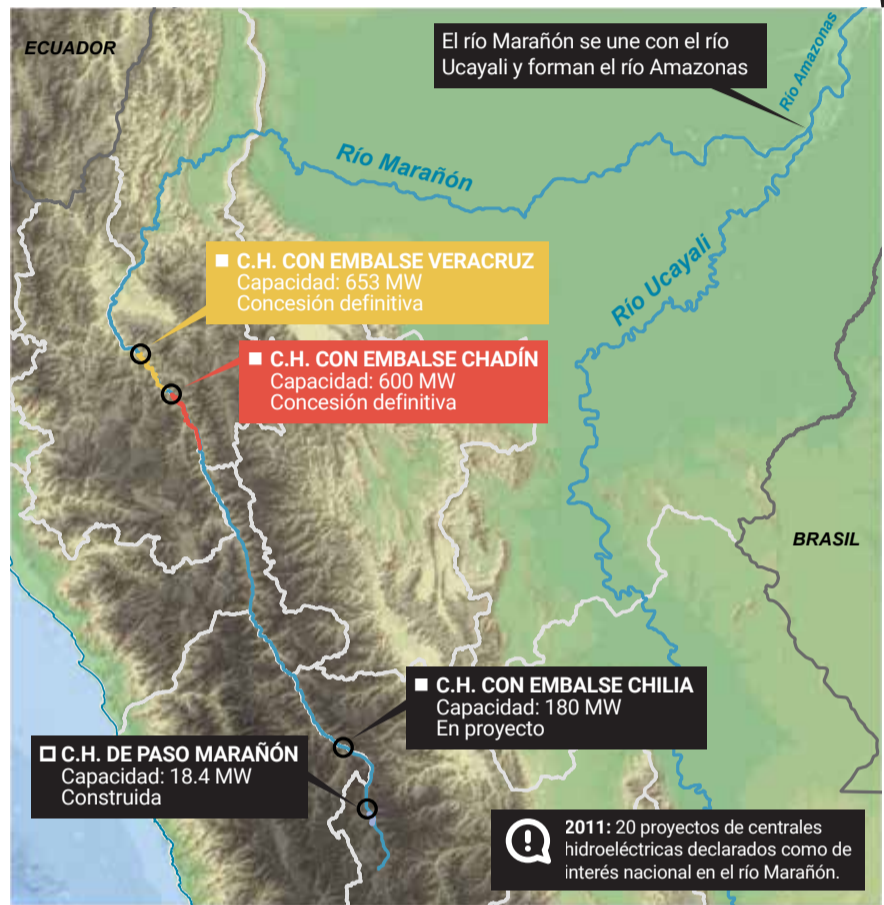 ECUADOR
El río Marañón se une con el río
Ucayali y forman el río Amazonas
Río Amazonas
Río Marañón
Río Ucayali
C.H. CON EMBALSE VERACRUZ
Capacidad: 653 MW
Concesión definitiva
C.H. CON EMBALSE CHADÍN
Capacidad: 600 MW
Concesión definitiva
BRASIL
C.H. CON EMBALSE CHILIA
Capacidad: 180 MW
En proyecto
C.H. DE PASO MARAÑÓN
Capacidad: 18.4 MW
Construida
2011: 20 proyectos de centrales
hidroeléctricas declarados como de
interés nacional en el río Marañón.